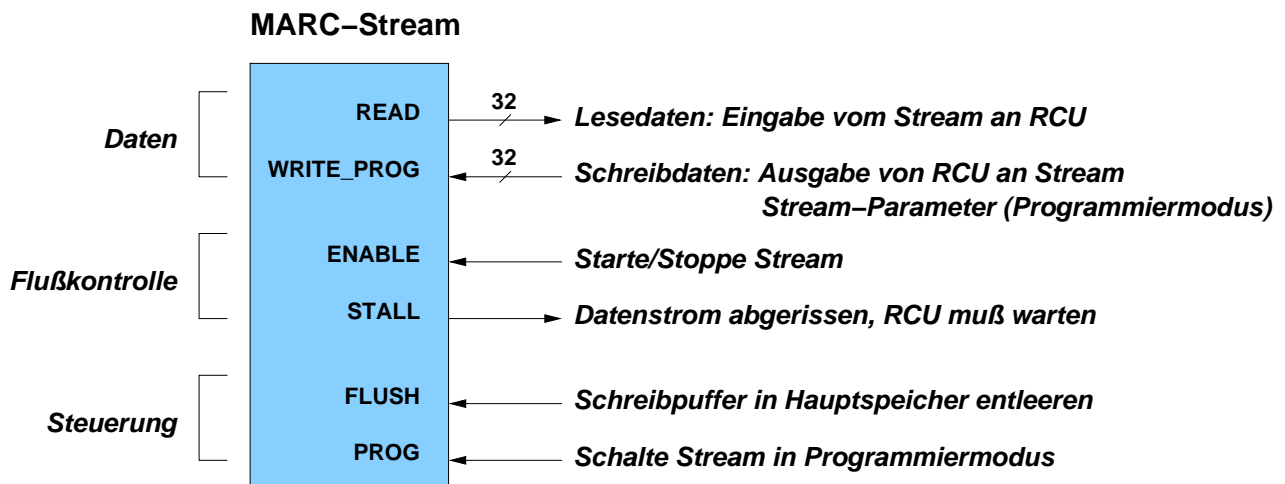 MARC−Stream
Daten
READ
32
Lesedaten: Eingabe vom Stream an RCU
WRITE_PROG
32
Schreibdaten: Ausgabe von RCU an Stream
Stream−Parameter (Programmiermodus)
Flußkontrolle
ENABLE
Starte/Stoppe Stream
STALL
Datenstrom abgerissen, RCU muß warten
Steuerung
FLUSH
Schreibpuffer in Hauptspeicher entleeren
PROG
Schalte Stream in Programmiermodus